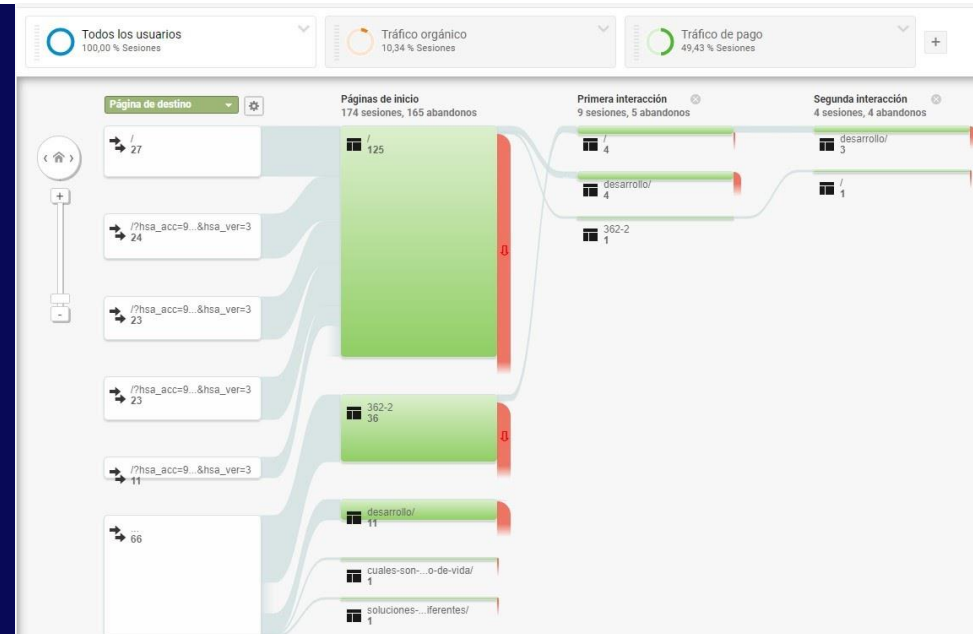 Todos los usuarios
100,00 % Sesiones
Tráfico orgánico
10,34 % Sesiones
Tráfico de pago
49,43 % Sesiones
+
Página de destino
Páginas de inicio
174 sesiones, 165 abandonos
Primera interacción
9 sesiones, 5 abandonos
Segunda interacción
4 sesiones, 4 abandonos
/
27
/?hsa_acc=9...&hsa_ver=3
24
/?hsa_acc=9...&hsa_ver=3
23
/?hsa_acc=9...&hsa_ver=3
23
/?hsa_acc=9...&hsa_ver=3
11
...
66
/
125
362-2
36
desarrollo/
11
cuales-son-...o-de-vida/
1
soluciones-...iferentes/
1
/
4
desarrollo/
4
362-2
1
desarrollo/
3
/
1
+
-